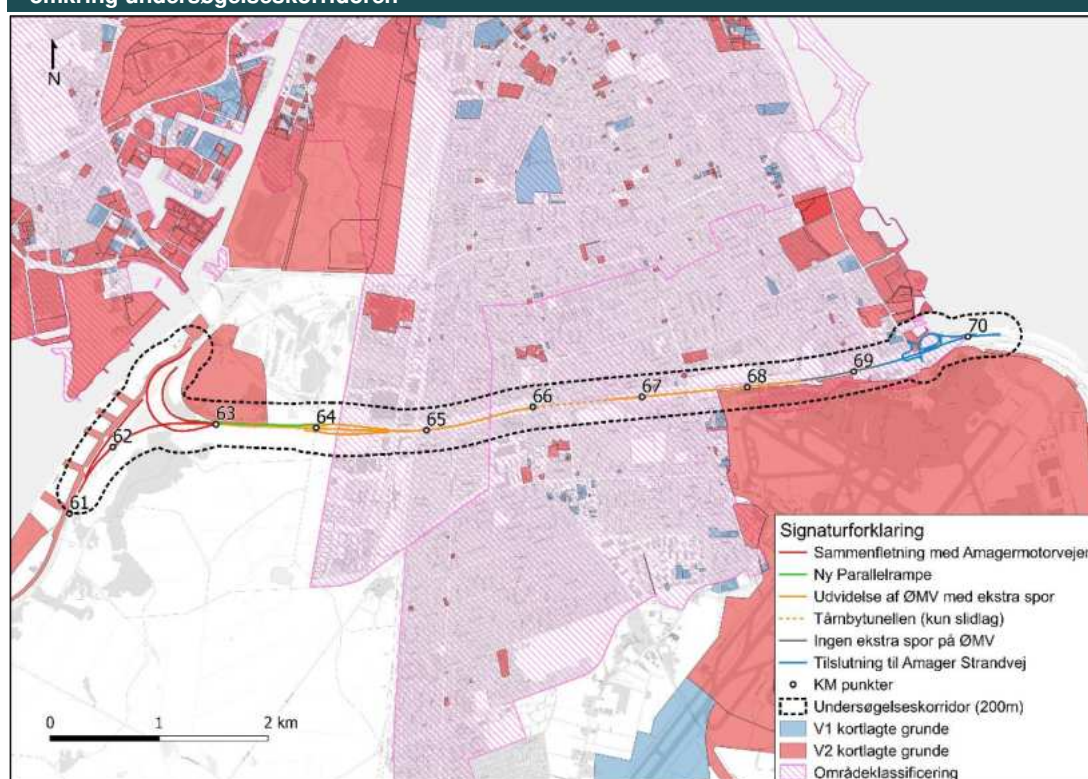 omkring undersøgelseskorridoren
N
70
69
68
67
66
65
64
63
62
61
0 1 2 km
Signaturforklaring
Sammenfletning med Amagermotorvejen
Ny Parallelrampe
Udvidelse af ØMV med ekstra spor
Tårnbytunellen (kun slidlag)
Ingen ekstra spor på ØMV
Tilslutning til Amager Strandvej
KM punkter
Undersøgelseskorridor (200m)
V1 kortlagte grunde
V2 kortlagte grunde
Områdeklassificering